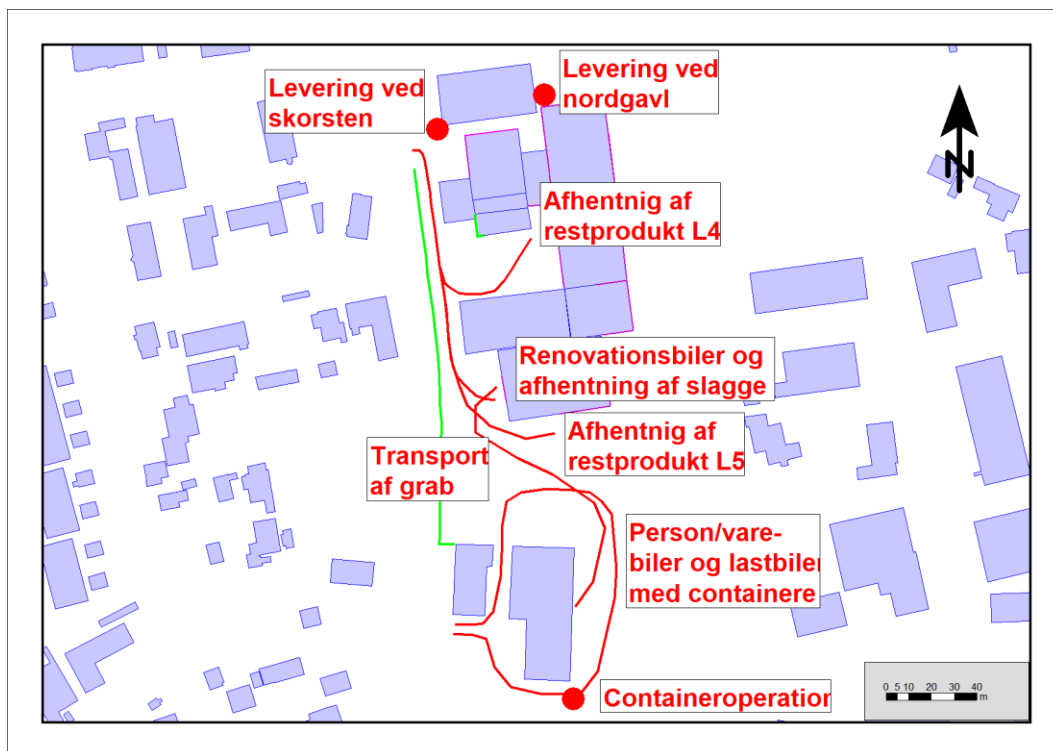 Levering ved
skorsten
Levering ved
nordgavl
N
Afhentnig af
restprodukt L4
Renovationsbiler og
afhentning af slagge
Afhentnig af
restprodukt L5
Transport
af grab
Person/vare-
biler og lastbiler
med containere
Containeroperation
0 5 10 20 30 40
m